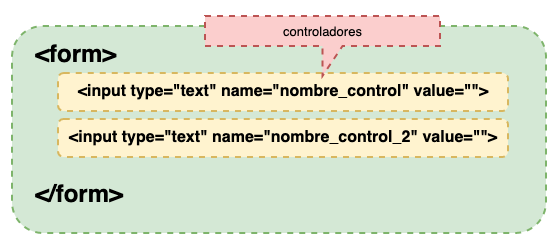 controladores
<form>
<input type="text" name="nombre_control" value="">
<input type="text" name="nombre_control_2" value="">
</form>